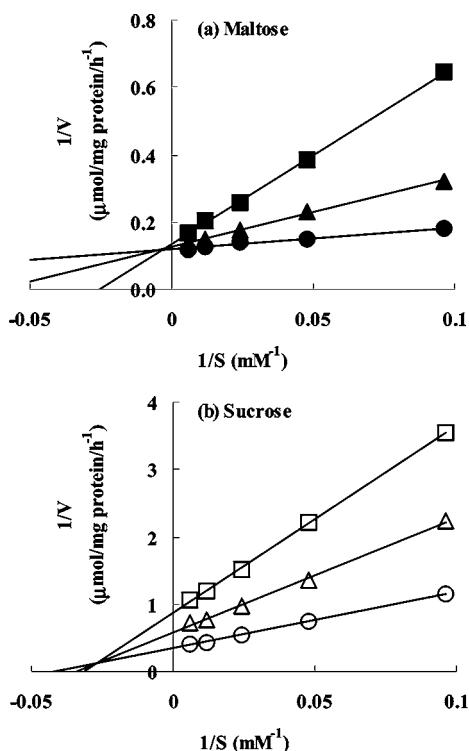 (a) Maltose
1/V
(μmol/mg protein/h⁻¹)
0.8
0.6
0.4
0.2
0.0
-0.05
0
0.05
0.1
1/S (mM⁻¹)
(b) Sucrose
1/V
(μmol/mg protein/h⁻¹)
4
3
2
1
0
-0.05
0
0.05
0.1
1/S (mM⁻¹)